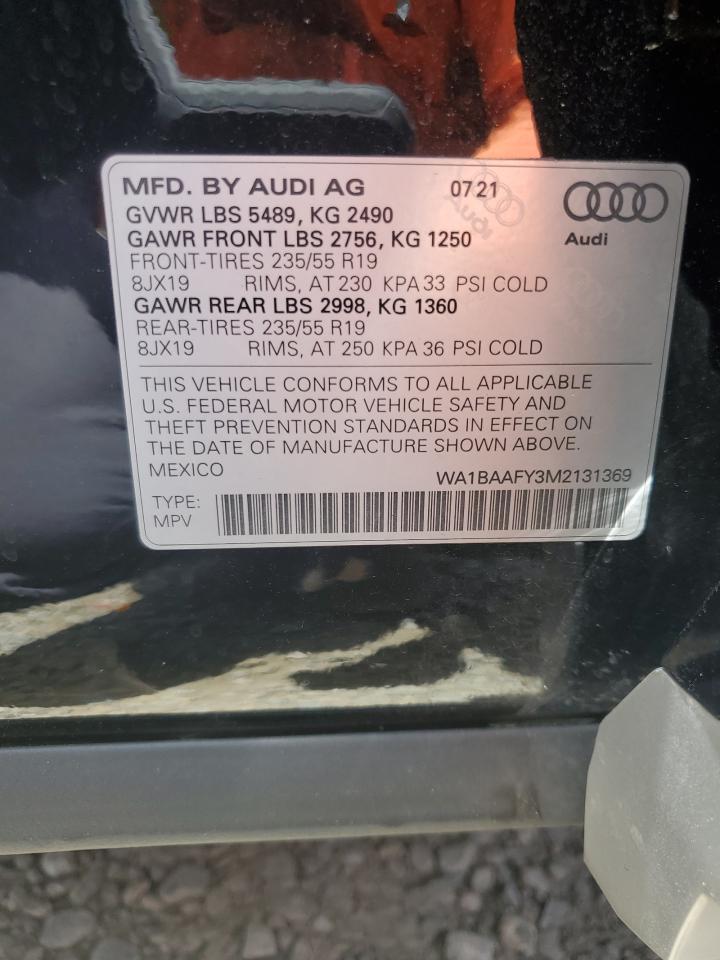 MFD. BY AUDI AG 07 21
GVWR LBS 5489, KG 2490
GAWR FRONT LBS 2756, KG 1250
Audi
FRONT-TIRES 235/55 R19
8JX19 RIMS, AT 230 KPA 33 PSI COLD
GAWR REAR LBS 2998, KG 1360
REAR-TIRES 235/55 R19
8JX19 RIMS, AT 250 KPA 36 PSI COLD
THIS VEHICLE CONFORMS TO ALL APPLICABLE
U.S. FEDERAL MOTOR VEHICLE SAFETY AND
THEFT PREVENTION STANDARDS IN EFFECT ON
THE DATE OF MANUFACTURE SHOWN ABOVE.
MEXICO
WA1BAAFY3M2131369
TYPE:
MPV
Audi